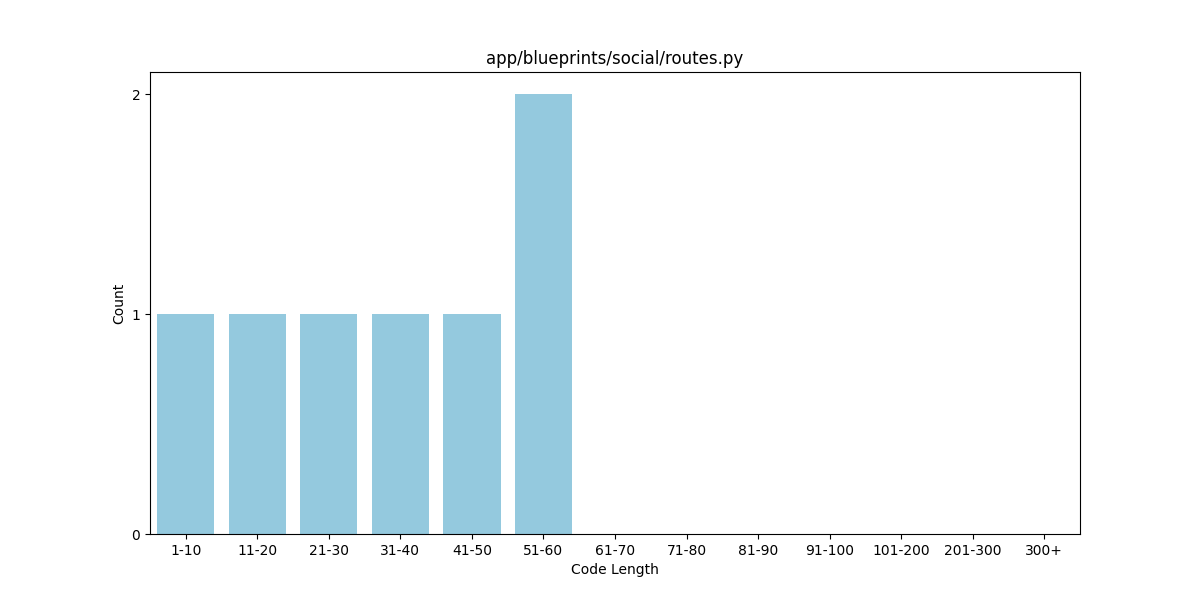 app/blueprints/social/routes.py
2
1
0
Count
1-10 11-20 21-30 31-40 41-50 51-60 61-70 71-80 81-90 91-100 101-200 201-300 300+
Code Length